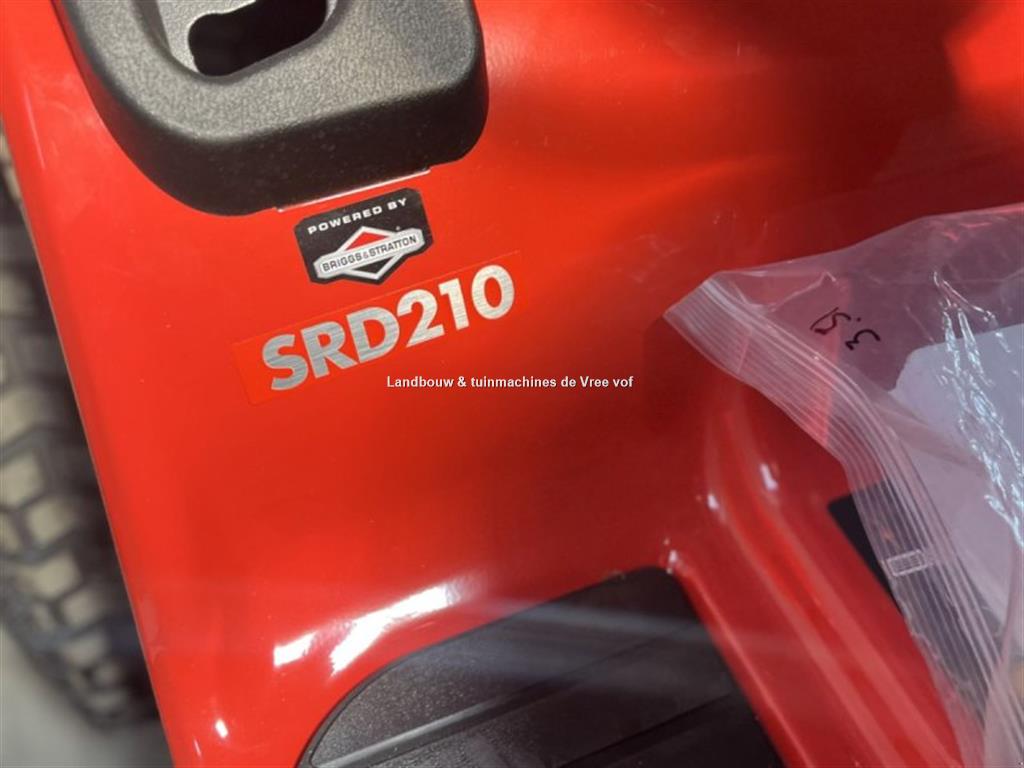 POWERED BY
BRIGGS & STRATTON
SRD210
Landbouw & tuinmachines de Vree vof